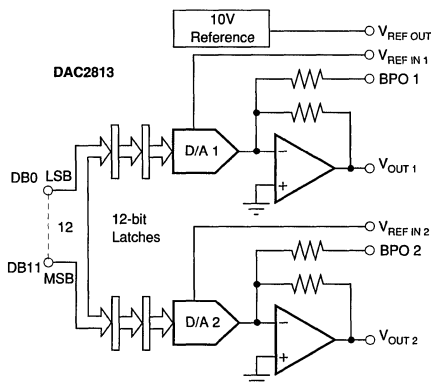 10V
Reference
V REF OUT
V REF IN 1
DAC2813
BPO 1
D/A 1
−
+
V OUT 1
DB0
LSB
12
12-bit
Latches
DB11
MSB
V REF IN 2
BPO 2
D/A 2
−
+
V OUT 2